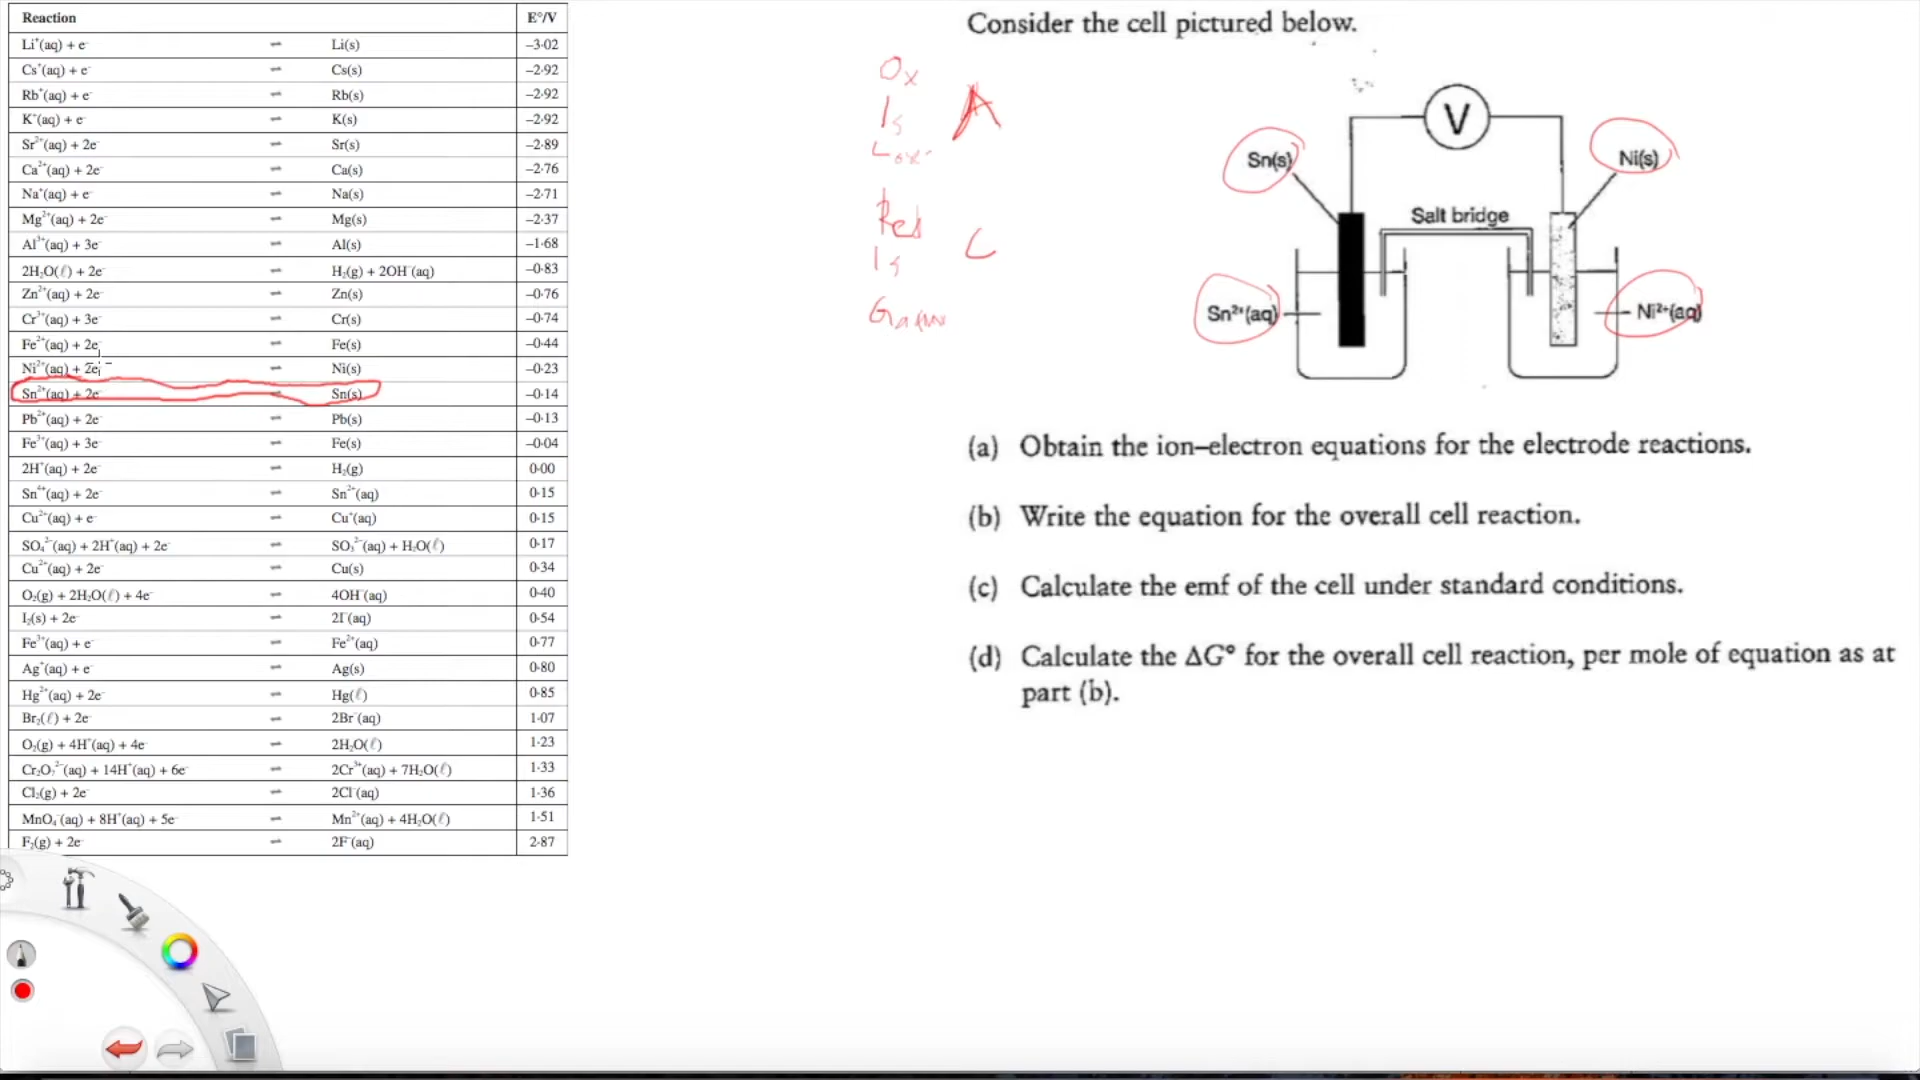 Reaction E°/V
Li⁺(aq) + e⁻ ⇌ Li(s) –3·02
Cs⁺(aq) + e⁻ ⇌ Cs(s) –2·92
Rb⁺(aq) + e⁻ ⇌ Rb(s) –2·92
K⁺(aq) + e⁻ ⇌ K(s) –2·92
Sr²⁺(aq) + 2e⁻ ⇌ Sr(s) –2·89
Ca²⁺(aq) + 2e⁻ ⇌ Ca(s) –2·76
Na⁺(aq) + e⁻ ⇌ Na(s) –2·71
Mg²⁺(aq) + 2e⁻ ⇌ Mg(s) –2·37
Al³⁺(aq) + 3e⁻ ⇌ Al(s) –1·68
2H₂O(ℓ) + 2e⁻ ⇌ H₂(g) + 2OH⁻(aq) –0·83
Zn²⁺(aq) + 2e⁻ ⇌ Zn(s) –0·76
Cr³⁺(aq) + 3e⁻ ⇌ Cr(s) –0·74
Fe²⁺(aq) + 2e⁻ ⇌ Fe(s) –0·44
Ni²⁺(aq) + 2e⁻ ⇌ Ni(s) –0·23
Sn²⁺(aq) + 2e⁻ ⇌ Sn(s) –0·14
Pb²⁺(aq) + 2e⁻ ⇌ Pb(s) –0·13
Fe³⁺(aq) + 3e⁻ ⇌ Fe(s) –0·04
2H⁺(aq) + 2e⁻ ⇌ H₂(g) 0·00
Sn⁴⁺(aq) + 2e⁻ ⇌ Sn²⁺(aq) 0·15
Cu²⁺(aq) + e⁻ ⇌ Cu⁺(aq) 0·15
SO₄²⁻(aq) + 2H⁺(aq) + 2e⁻ ⇌ SO₃²⁻(aq) + H₂O(ℓ) 0·17
Cu²⁺(aq) + 2e⁻ ⇌ Cu(s) 0·34
O₂(g) + 2H₂O(ℓ) + 4e⁻ ⇌ 4OH⁻(aq) 0·40
I₂(s) + 2e⁻ ⇌ 2I⁻(aq) 0·54
Fe³⁺(aq) + e⁻ ⇌ Fe²⁺(aq) 0·77
Ag⁺(aq) + e⁻ ⇌ Ag(s) 0·80
Hg²⁺(aq) + 2e⁻ ⇌ Hg(ℓ) 0·85
Br₂(ℓ) + 2e⁻ ⇌ 2Br⁻(aq) 1·07
O₂(g) + 4H⁺(aq) + 4e⁻ ⇌ 2H₂O(ℓ) 1·23
Cr₂O₇²⁻(aq) + 14H⁺(aq) + 6e⁻ ⇌ 2Cr³⁺(aq) + 7H₂O(ℓ) 1·33
Cl₂(g) + 2e⁻ ⇌ 2Cl⁻(aq) 1·36
MnO₄⁻(aq) + 8H⁺(aq) + 5e⁻ ⇌ Mn²⁺(aq) + 4H₂O(ℓ) 1·51
F₂(g) + 2e⁻ ⇌ 2F⁻(aq) 2·87
Ox
Is A
Red
Is C
Consider the cell pictured below.
V
Sn(s) Ni(s)
Salt bridge
Sn²⁺(aq) Ni²⁺(aq)
(a) Obtain the ion–electron equations for the electrode reactions.
(b) Write the equation for the overall cell reaction.
(c) Calculate the emf of the cell under standard conditions.
(d) Calculate the ΔG° for the overall cell reaction, per mole of equation as at
part (b).